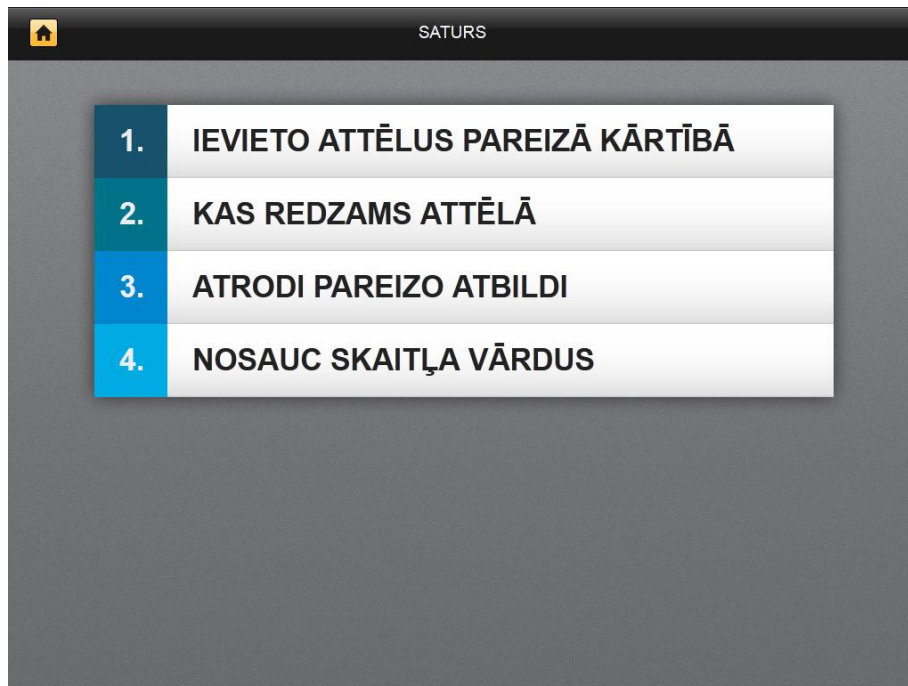 SATURS
1. IEVIETO ATTĒLUS PAREIZĀ KĀRTĪBĀ
2. KAS REDZAMS ATTĒLĀ
3. ATRODI PAREIZO ATBILDI
4. NOSAUC SKAITĻA VĀRDUS